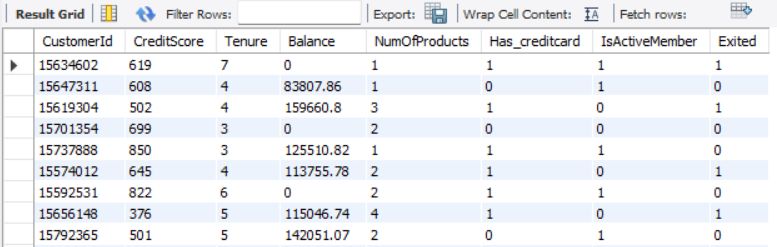 Result Grid Filter Rows: Export: Wrap Cell Content: IA Fetch rows:
CustomerId CreditScore Tenure Balance NumOfProducts Has_creditcard IsActiveMember Exited
15634602 619 7 0 1 1 1 1
15647311 608 4 83807.86 1 0 1 0
15619304 502 4 159660.8 3 1 0 1
15701354 699 3 0 2 0 0 0
15737888 850 3 125510.82 1 1 1 0
15574012 645 4 113755.78 2 1 0 1
15592531 822 6 0 2 1 1 0
15656148 376 5 115046.74 4 1 0 1
15792365 501 5 142051.07 2 0 1 0